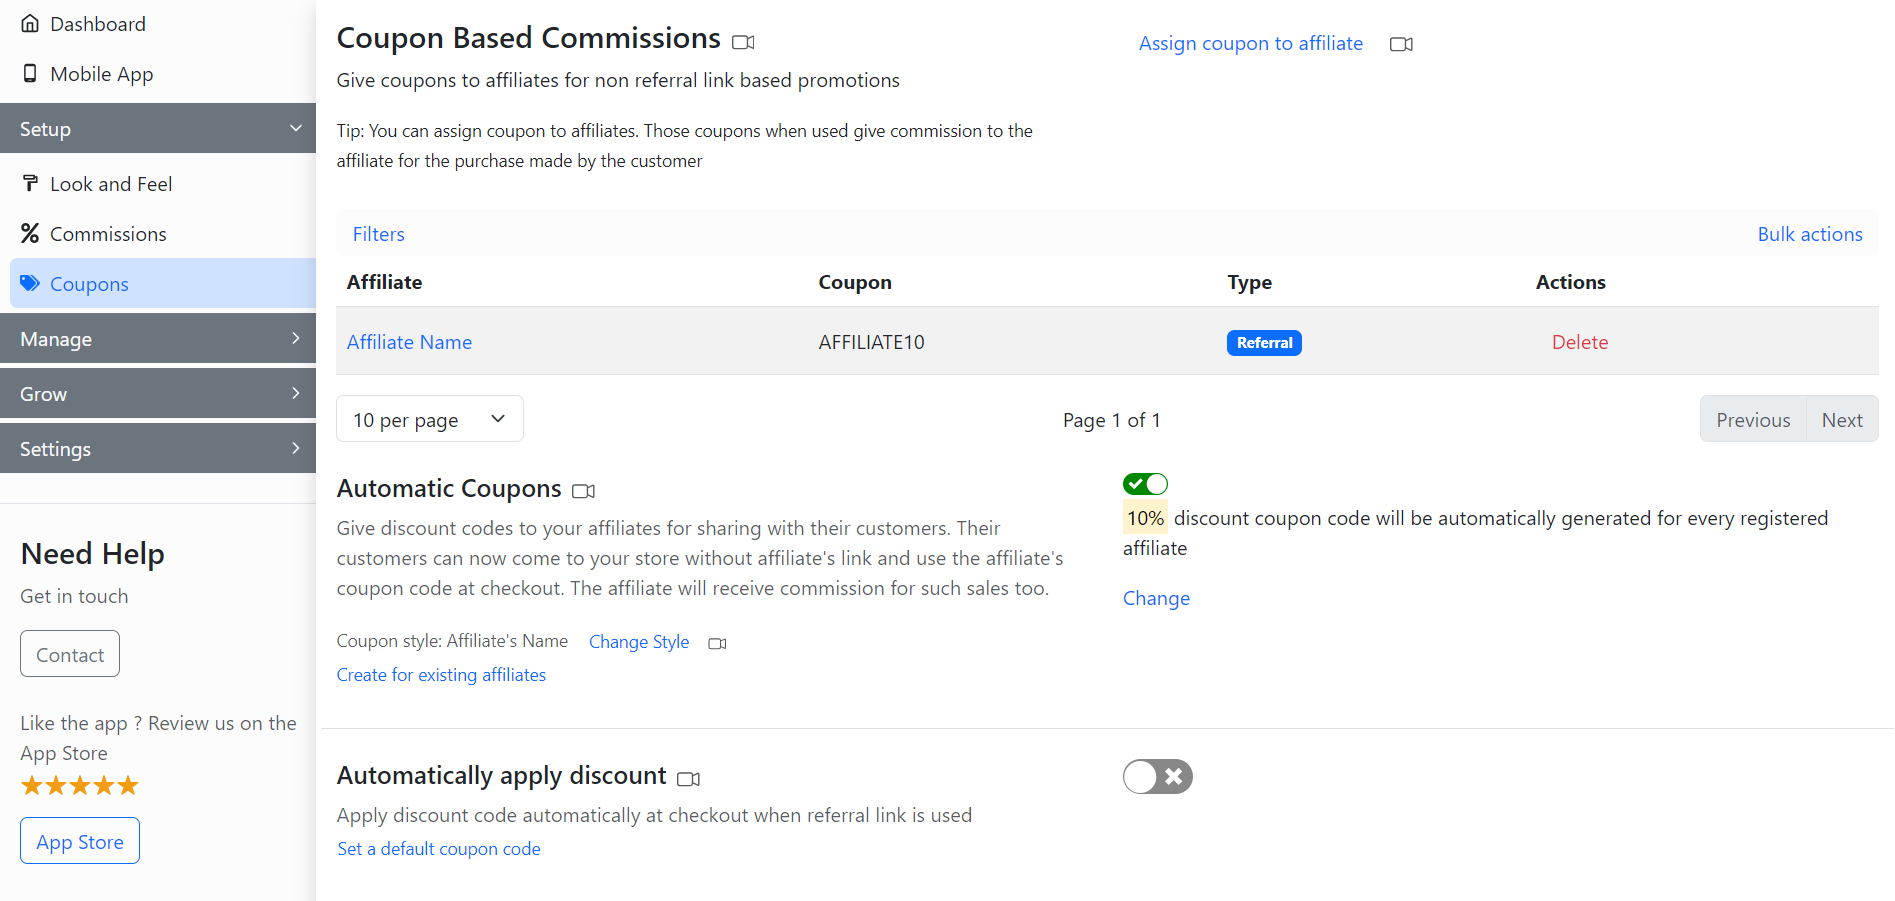 Dashboard
Mobile App
Setup
Look and Feel
Commissions
Coupons
Manage
Grow
Settings
Need Help
Get in touch
Contact
Like the app ? Review us on the
App Store
App Store
Coupon Based Commissions
Assign coupon to affiliate
Give coupons to affiliates for non referral link based promotions
Tip: You can assign coupon to affiliates. Those coupons when used give commission to the
affiliate for the purchase made by the customer
Filters
Bulk actions
Affiliate Coupon Type Actions
Affiliate Name AFFILIATE10 Referral Delete
10 per page
Page 1 of 1
Previous Next
Automatic Coupons
Give discount codes to your affiliates for sharing with their customers. Their
customers can now come to your store without affiliate's link and use the affiliate's
coupon code at checkout. The affiliate will receive commission for such sales too.
Coupon style: Affiliate's Name Change Style
Create for existing affiliates
10% discount coupon code will be automatically generated for every registered
affiliate
Change
Automatically apply discount
Apply discount code automatically at checkout when referral link is used
Set a default coupon code